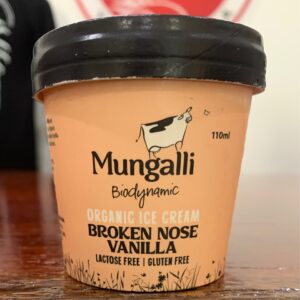 110ml
Mungalli
Biodynamic
ORGANIC ICE CREAM
BROKEN NOSE
VANILLA
LACTOSE FREE | GLUTEN FREE